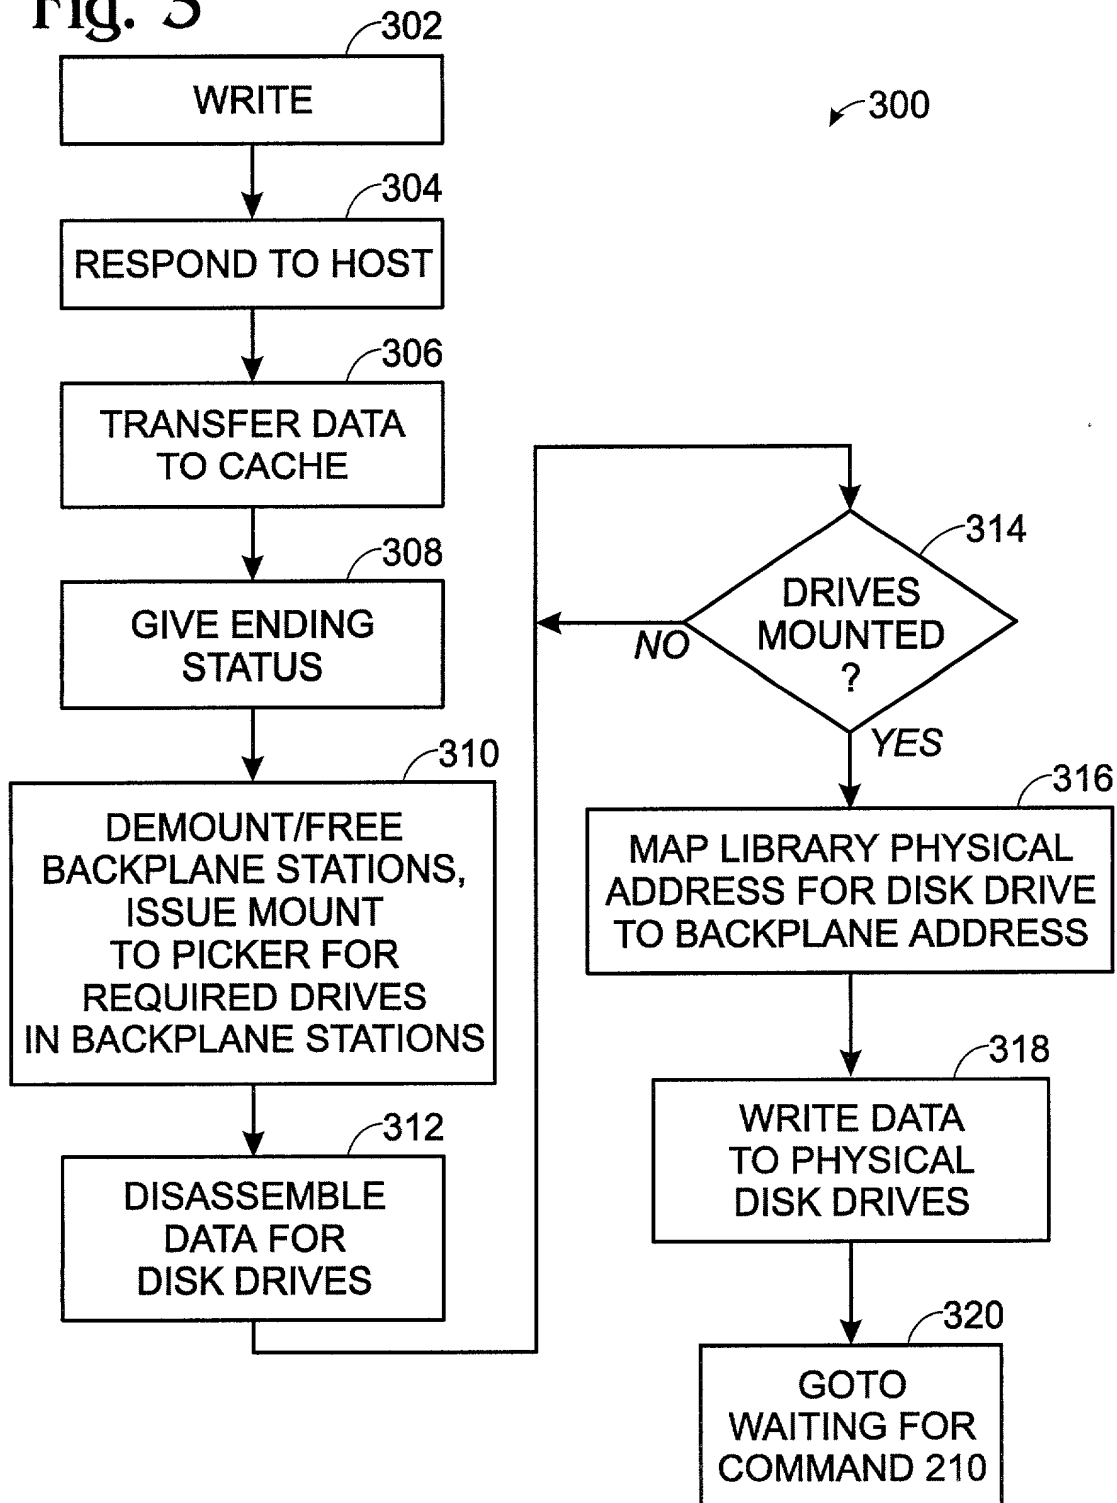 Fig. 3
302
WRITE
300
304
RESPOND TO HOST
306
TRANSFER DATA
TO CACHE
308
GIVE ENDING
STATUS
310
DEMOUNT/FREE
BACKPLANE STATIONS,
ISSUE MOUNT
TO PICKER FOR
REQUIRED DRIVES
IN BACKPLANE STATIONS
312
DISASSEMBLE
DATA FOR
DISK DRIVES
314
DRIVES
MOUNTED
?
NO
YES
316
MAP LIBRARY PHYSICAL
ADDRESS FOR DISK DRIVE
TO BACKPLANE ADDRESS
318
WRITE DATA
TO PHYSICAL
DISK DRIVES
320
GOTO
WAITING FOR
COMMAND 210